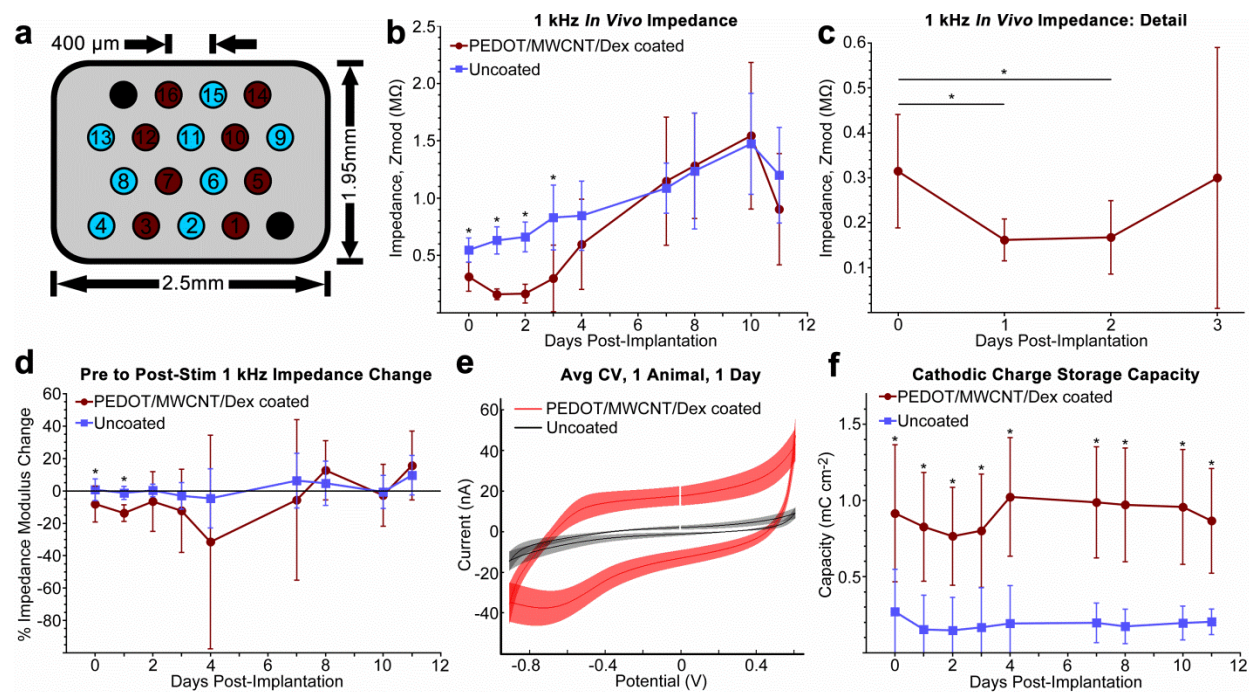 a
400 µm
16
15
14
13
12
11
10
9
8
7
6
5
4
3
2
1
1.95mm
2.5mm
b
1 kHz In Vivo Impedance
PEDOT/MWCNT/Dex coated
Uncoated
Impedance, Zmod (MΩ)
2.5
2.0
1.5
1.0
0.5
* * * *
0 2 4 6 8 10 12
Days Post-Implantation
c
1 kHz In Vivo Impedance: Detail
Impedance, Zmod (MΩ)
0.6
0.5
0.4
0.3
0.2
0.1
*
*
0 1 2 3
Days Post-Implantation
d
Pre to Post-Stim 1 kHz Impedance Change
PEDOT/MWCNT/Dex coated
Uncoated
% Impedance Modulus Change
60
40
20
0
-20
-40
-60
-80
* *
0 2 4 6 8 10 12
Days Post-Implantation
e
Avg CV, 1 Animal, 1 Day
PEDOT/MWCNT/Dex coated
Uncoated
Current (nA)
60
40
20
0
-20
-40
-0.8 -0.4 0 0.4
Potential (V)
f
Cathodic Charge Storage Capacity
PEDOT/MWCNT/Dex coated
Uncoated
Capacity (mC cm-2)
1.5
1.0
0.5
* * * * * * * * *
0 2 4 6 8 10 12
Days Post-Implantation